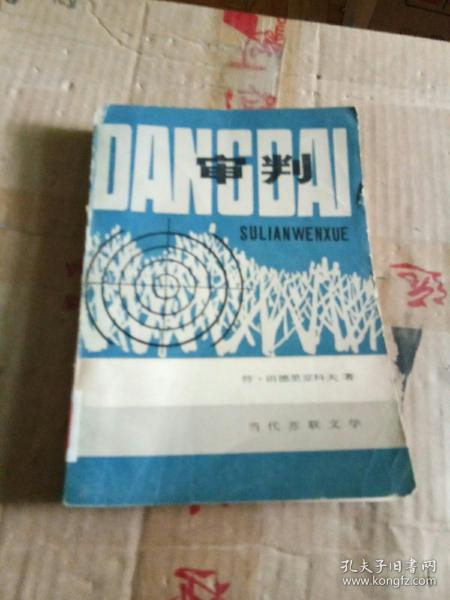 DANGDAI
审判
SULIANWENXUE
符·田德里亚科夫 著
当代苏联文学
孔夫子旧书网
www.kongfz.com